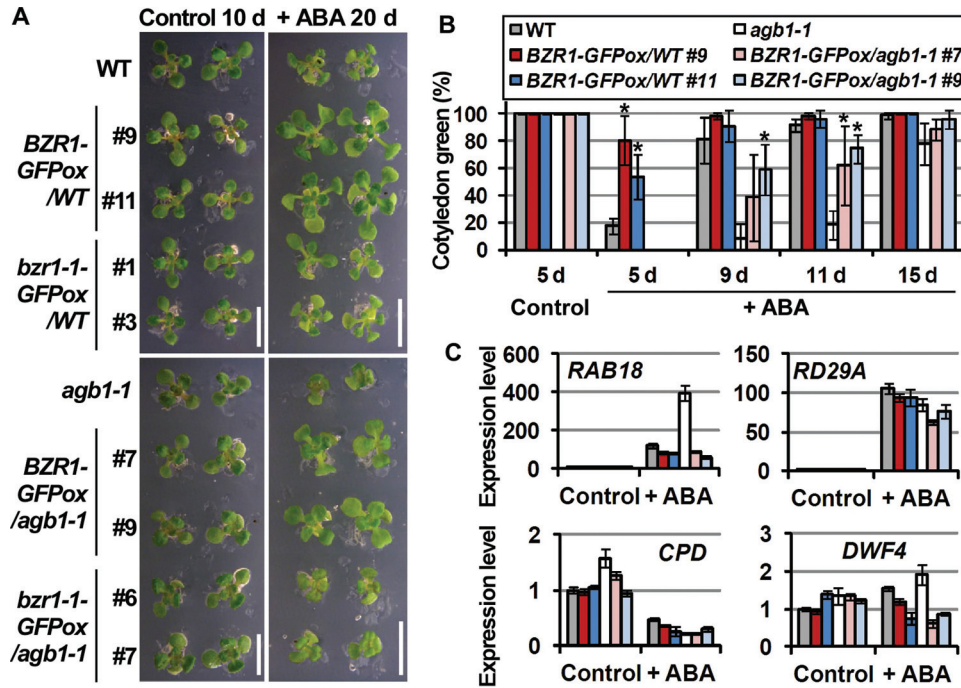 A
Control 10 d + ABA 20 d
WT
BZR1-
GFPox
/WT
#9
#11
bzr1-1-
GFPox
/WT
#1
#3
agb1-1
BZR1-
GFPox
/agb1-1
#7
#9
bzr1-1-
GFPox
/agb1-1
#6
#7
B
WT
agb1-1
BZR1-GFPox/WT #9
BZR1-GFPox/agb1-1 #7
BZR1-GFPox/WT #11
BZR1-GFPox/agb1-1 #9
Cotyledon green (%)
100
80
60
40
20
0
* * * * *
5 d 5 d 9 d 11 d 15 d
Control + ABA
C
Expression level
600
400
200
0
RAB18
Control + ABA
150
100
50
0
RD29A
Control + ABA
Expression level
2
1
0
CPD
Control + ABA
3
2
1
0
DWF4
Control + ABA